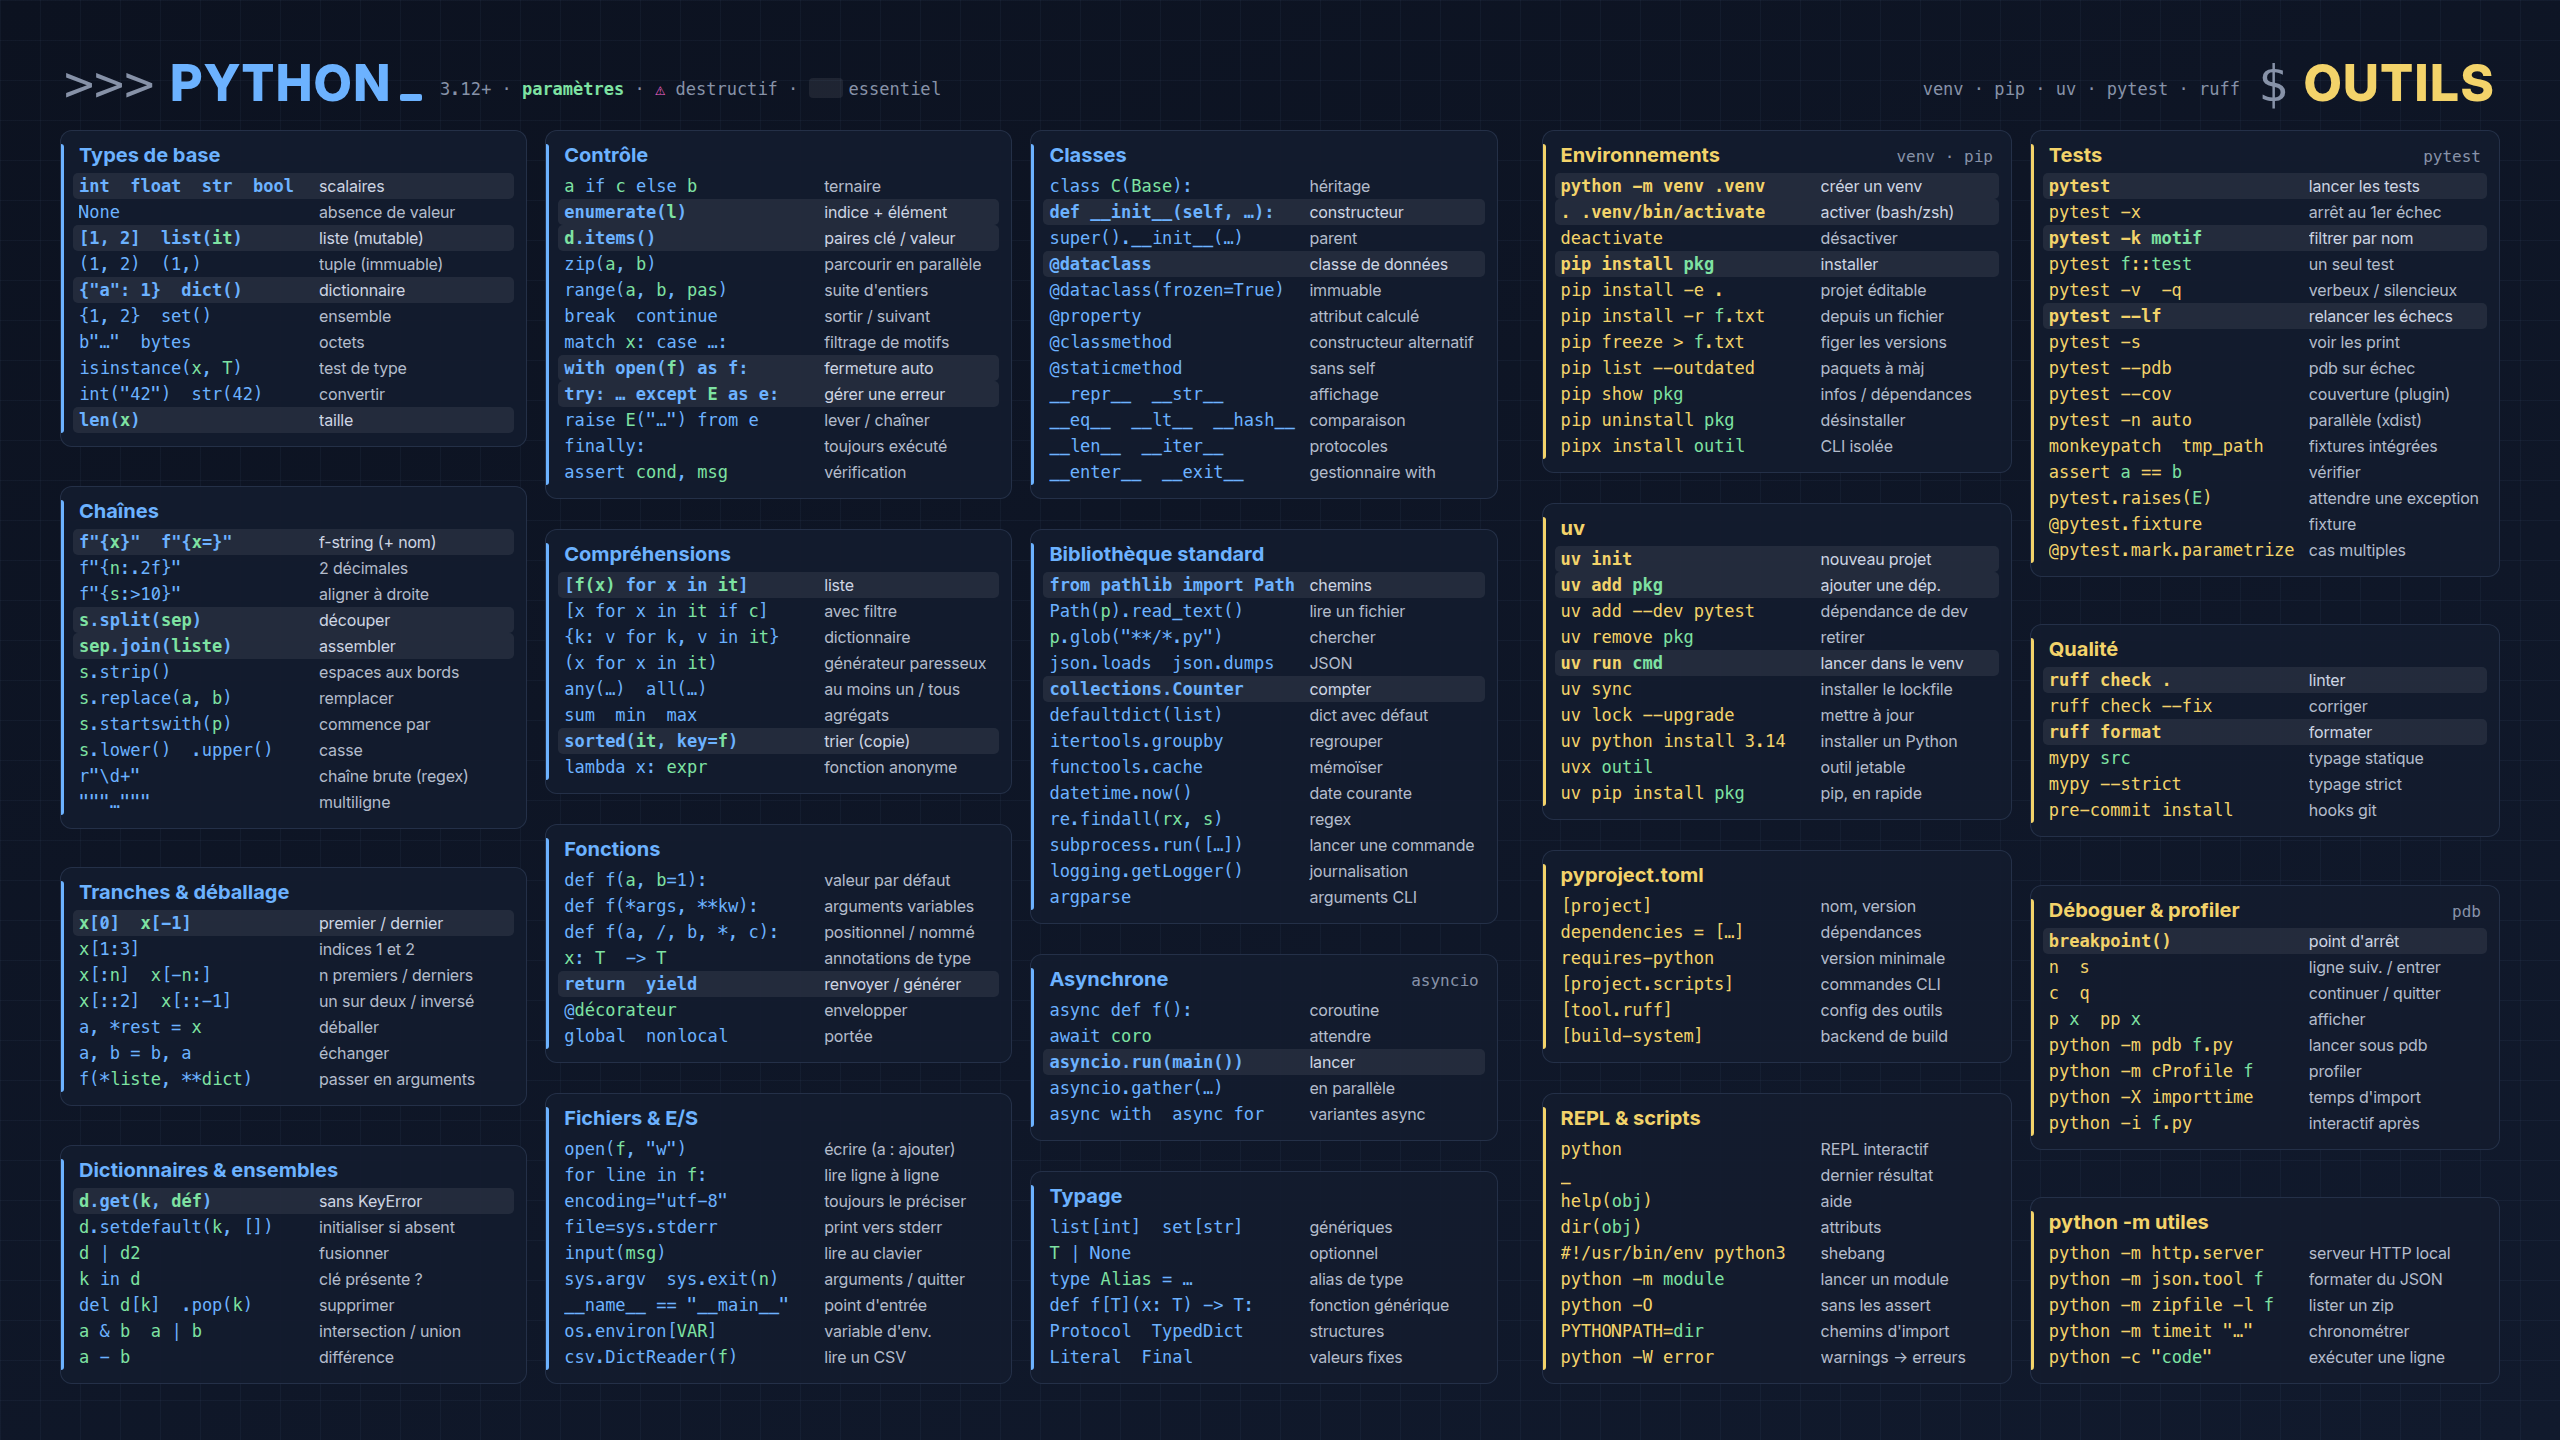 >>> PYTHON_ 3.12+ · paramètres · ⚠ destructif · essentiel
venv · pip · uv · pytest · ruff $ OUTILS
Types de base
int float str bool scalaires
None absence de valeur
[1, 2] list(it) liste (mutable)
(1, 2) (1,) tuple (immuable)
{"a": 1} dict() dictionnaire
{1, 2} set() ensemble
b"…" bytes octets
isinstance(x, T) test de type
int("42") str(42) convertir
len(x) taille
Chaînes
f"{x}" f"{x=}" f-string (+ nom)
f"{n:.2f}" 2 décimales
f"{s:>10}" aligner à droite
s.split(sep) découper
sep.join(liste) assembler
s.strip() espaces aux bords
s.replace(a, b) remplacer
s.startswith(p) commence par
s.lower() .upper() casse
r"\d+" chaîne brute (regex)
"""…""" multiligne
Tranches & déballage
x[0] x[-1] premier / dernier
x[1:3] indices 1 et 2
x[:n] x[-n:] n premiers / derniers
x[::2] x[::-1] un sur deux / inversé
a, *rest = x déballer
a, b = b, a échanger
f(*liste, **dict) passer en arguments
Dictionnaires & ensembles
d.get(k, déf) sans KeyError
d.setdefault(k, []) initialiser si absent
d | d2 fusionner
k in d clé présente ?
del d[k] .pop(k) supprimer
a & b a | b intersection / union
a - b différence
Contrôle
a if c else b ternaire
enumerate(l) indice + élément
d.items() paires clé / valeur
zip(a, b) parcourir en parallèle
range(a, b, pas) suite d'entiers
break continue sortir / suivant
match x: case …: filtrage de motifs
with open(f) as f: fermeture auto
try: … except E as e: gérer une erreur
raise E("…") from e lever / chaîner
finally: toujours exécuté
assert cond, msg vérification
Compréhensions
[f(x) for x in it] liste
[x for x in it if c] avec filtre
{k: v for k, v in it} dictionnaire
(x for x in it) générateur paresseux
any(…) all(…) au moins un / tous
sum min max agrégats
sorted(it, key=f) trier (copie)
lambda x: expr fonction anonyme
Fonctions
def f(a, b=1): valeur par défaut
def f(*args, **kw): arguments variables
def f(a, /, b, *, c): positionnel / nommé
x: T -> T annotations de type
return yield renvoyer / générer
@décorateur envelopper
global nonlocal portée
Fichiers & E/S
open(f, "w") écrire (a : ajouter)
for line in f: lire ligne à ligne
encoding="utf-8" toujours le préciser
file=sys.stderr print vers stderr
input(msg) lire au clavier
sys.argv sys.exit(n) arguments / quitter
__name__ == "__main__" point d'entrée
os.environ[VAR] variable d'env.
csv.DictReader(f) lire un CSV
Classes
class C(Base): héritage
def __init__(self, …): constructeur
super().__init__(…) parent
@dataclass classe de données
@dataclass(frozen=True) immuable
@property attribut calculé
@classmethod constructeur alternatif
@staticmethod sans self
__repr__ __str__ affichage
__eq__ __lt__ __hash__ comparaison
__len__ __iter__ protocoles
__enter__ __exit__ gestionnaire with
Bibliothèque standard
from pathlib import Path chemins
Path(p).read_text() lire un fichier
p.glob("**/*.py") chercher
json.loads json.dumps JSON
collections.Counter compter
defaultdict(list) dict avec défaut
itertools.groupby regrouper
functools.cache mémoïser
datetime.now() date courante
re.findall(rx, s) regex
subprocess.run([…]) lancer une commande
logging.getLogger() journalisation
argparse arguments CLI
Asynchrone asyncio
async def f(): coroutine
await coro attendre
asyncio.run(main()) lancer
asyncio.gather(…) en parallèle
async with async for variantes async
Typage
list[int] set[str] génériques
T | None optionnel
type Alias = … alias de type
def f[T](x: T) -> T: fonction générique
Protocol TypedDict structures
Literal Final valeurs fixes
Environnements venv · pip
python -m venv .venv créer un venv
. .venv/bin/activate activer (bash/zsh)
deactivate désactiver
pip install pkg installer
pip install -e . projet éditable
pip install -r f.txt depuis un fichier
pip freeze > f.txt figer les versions
pip list --outdated paquets à màj
pip show pkg infos / dépendances
pip uninstall pkg désinstaller
pipx install outil CLI isolée
uv
uv init nouveau projet
uv add pkg ajouter une dép.
uv add --dev pytest dépendance de dev
uv remove pkg retirer
uv run cmd lancer dans le venv
uv sync installer le lockfile
uv lock --upgrade mettre à jour
uv python install 3.14 installer un Python
uvx outil outil jetable
uv pip install pkg pip, en rapide
pyproject.toml
[project] nom, version
dependencies = […] dépendances
requires-python version minimale
[project.scripts] commandes CLI
[tool.ruff] config des outils
[build-system] backend de build
REPL & scripts
python REPL interactif
_ dernier résultat
help(obj) aide
dir(obj) attributs
#!/usr/bin/env python3 shebang
python -m module lancer un module
python -O sans les assert
PYTHONPATH=dir chemins d'import
python -W error warnings → erreurs
Tests pytest
pytest lancer les tests
pytest -x arrêt au 1er échec
pytest -k motif filtrer par nom
pytest f::test un seul test
pytest -v -q verbeux / silencieux
pytest --lf relancer les échecs
pytest -s voir les print
pytest --pdb pdb sur échec
pytest --cov couverture (plugin)
pytest -n auto parallèle (xdist)
monkeypatch tmp_path fixtures intégrées
assert a == b vérifier
pytest.raises(E) attendre une exception
@pytest.fixture fixture
@pytest.mark.parametrize cas multiples
Qualité
ruff check . linter
ruff check --fix corriger
ruff format formater
mypy src typage statique
mypy --strict typage strict
pre-commit install hooks git
Déboguer & profiler pdb
breakpoint() point d'arrêt
n s ligne suiv. / entrer
c q continuer / quitter
p x pp x afficher
python -m pdb f.py lancer sous pdb
python -m cProfile f profiler
python -X importtime temps d'import
python -i f.py interactif après
python -m utiles
python -m http.server serveur HTTP local
python -m json.tool f formater du JSON
python -m zipfile -l f lister un zip
python -m timeit "…" chronométrer
python -c "code" exécuter une ligne